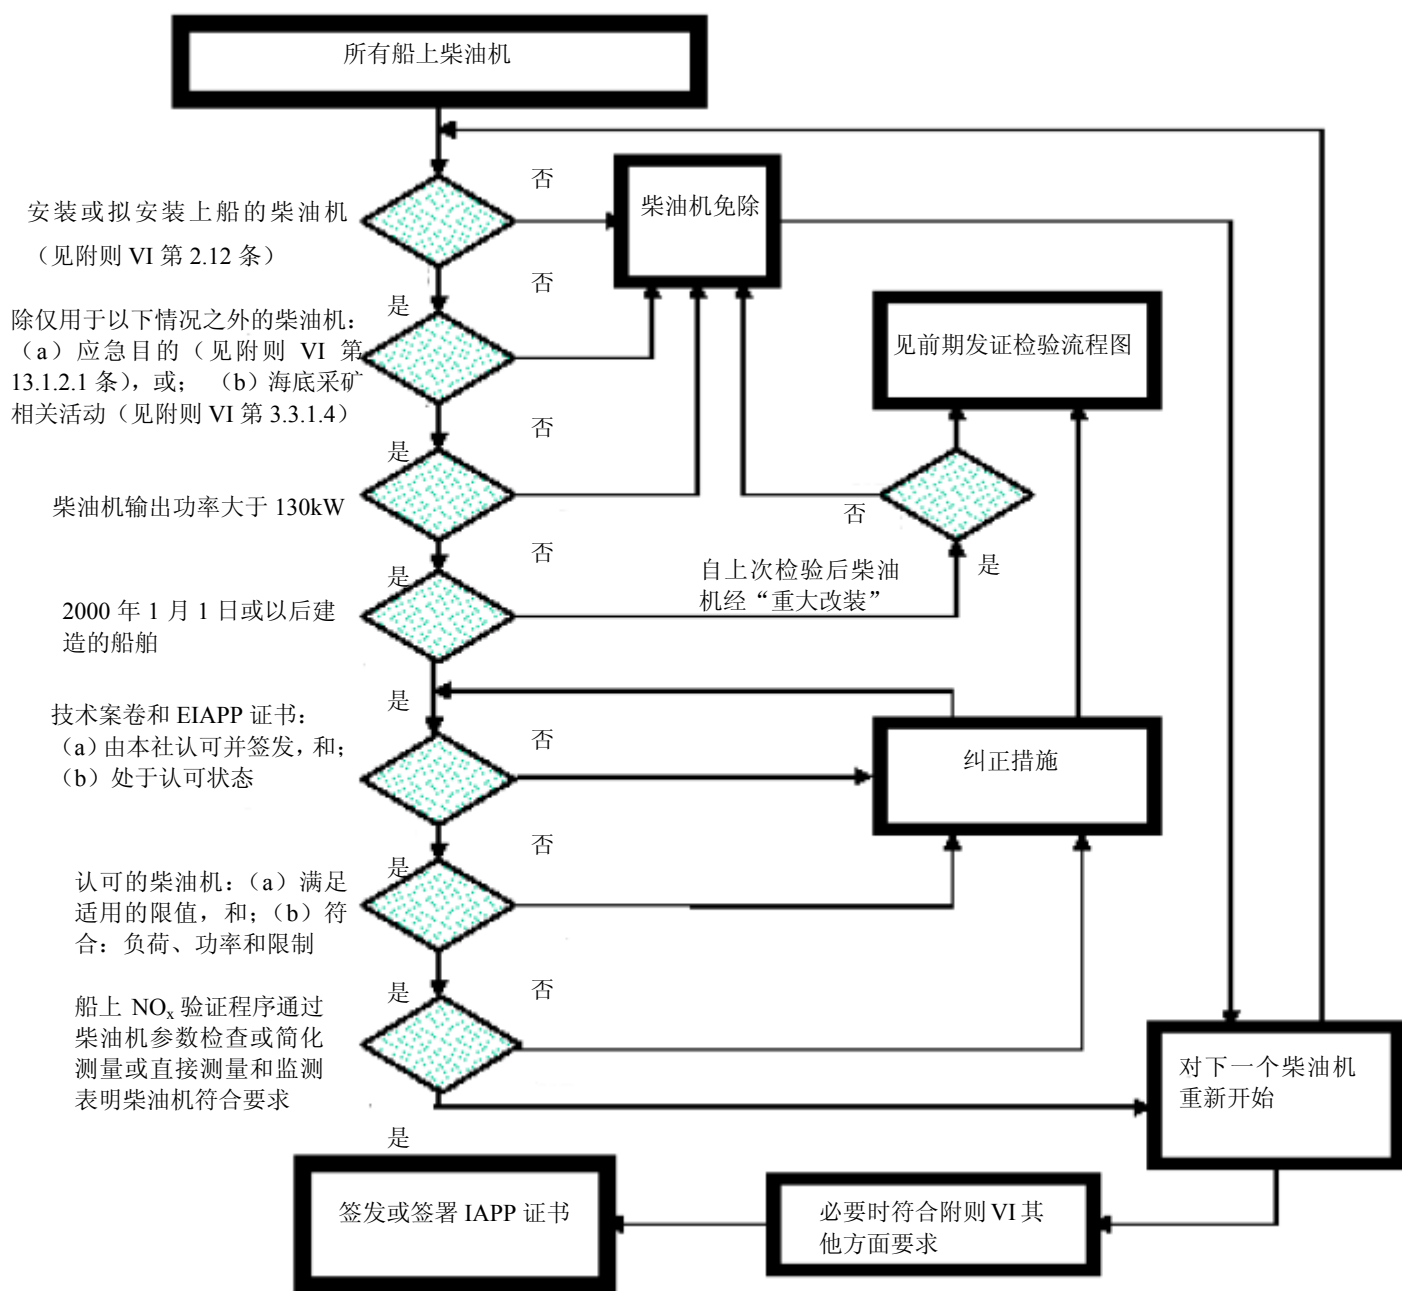 所有船上柴油机
否
安装或拟安装上船的柴油机
（见附则 VI 第 2.12 条）
柴油机免除
是
否
除仅用于以下情况之外的柴油机：
（a）应急目的（见附则 VI 第
13.1.2.1 条），或； （b）海底采矿
相关活动（见附则 VI 第 3.3.1.4）
见前期发证检验流程图
是
否
柴油机输出功率大于 130kW
否
是
是
否
自上次检验后柴油
机经“重大改装”
2000 年 1 月 1 日或以后建
造的船舶
是
否
技术案卷和 EIAPP 证书：
（a）由本社认可并签发，和；
（b）处于认可状态
纠正措施
是
否
认可的柴油机：（a）满足
适用的限值，和；（b）符
合：负荷、功率和限制
是
否
船上 NOx 验证程序通过
柴油机参数检查或简化
测量或直接测量和监测
表明柴油机符合要求
对下一个柴油机
重新开始
是
签发或签署 IAPP 证书
必要时符合附则 VI 其
他方面要求